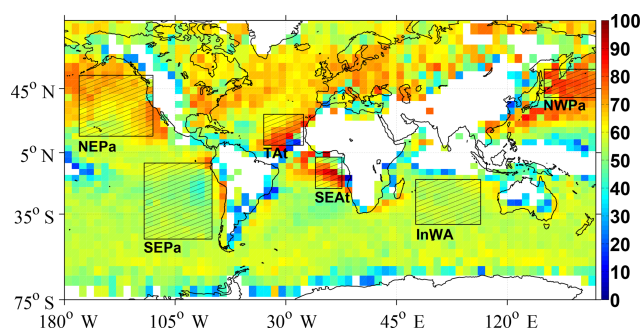 100
90
80
70
60
50
40
30
20
10
0
45° N
5° N
35° S
75° S
NEPa
TAt
NWPa
SEAt
SEPa
InWA
180° W
105° W
30° W
45° E
120° E